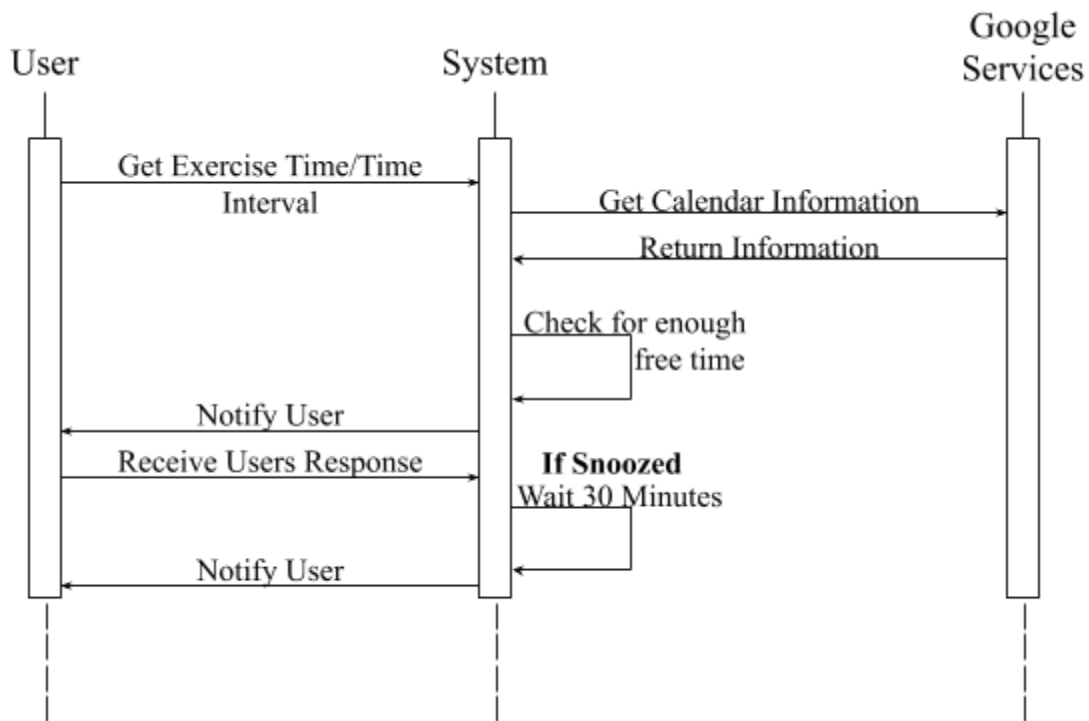 User
System
Google
Services
Get Exercise Time/Time
Interval
Get Calendar Information
Return Information
Check for enough
free time
Notify User
Receive Users Response
If Snoozed
Wait 30 Minutes
Notify User